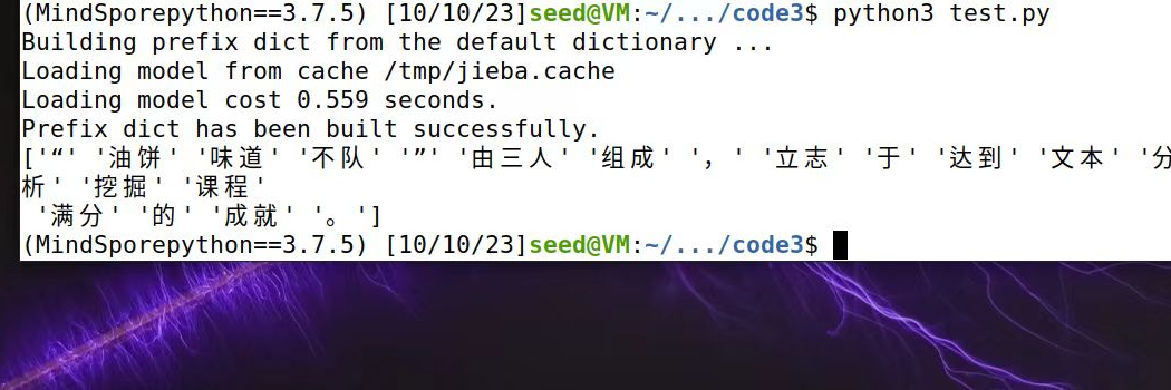 (MindSporepython==3.7.5) [10/10/23]seed@VM:~/.../code3$ python3 test.py
Building prefix dict from the default dictionary ...
Loading model from cache /tmp/jieba.cache
Loading model cost 0.559 seconds.
Prefix dict has been built successfully.
['“' '油饼' '味道' '不队' '”' '由三人' '组成' '，' '立志' '于' '达到' '文本' '分
析' '挖掘' '课程'
 '满分' '的' '成就' '。']
(MindSporepython==3.7.5) [10/10/23]seed@VM:~/.../code3$